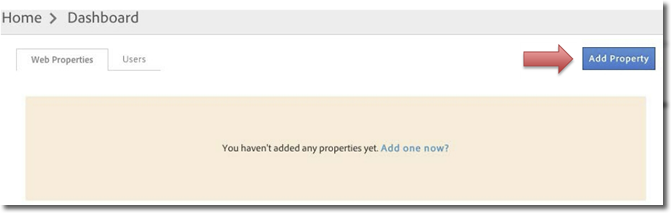 Home > Dashboard
Web Properties Users Add Property
You haven't added any properties yet. Add one now?